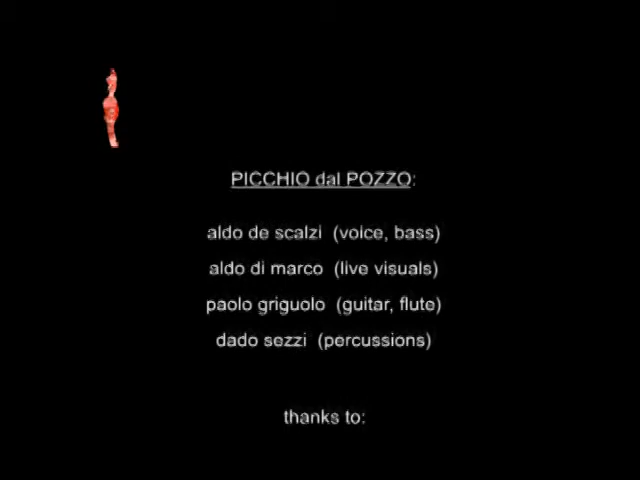 PICCHIO dal POZZO:
aldo de scalzi (voice, bass)
aldo di marco (live visuals)
paolo griguolo (guitar, flute)
dado sezzi (percussions)
thanks to: